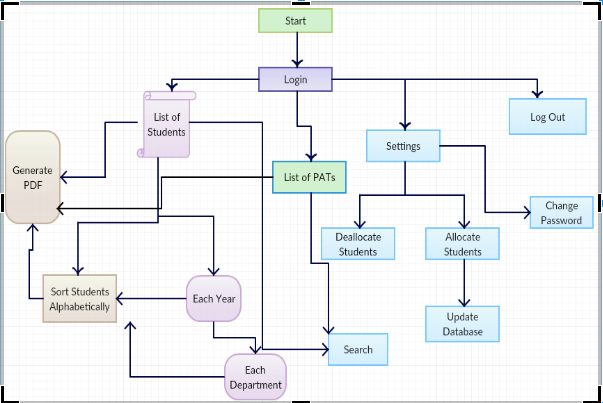 Start
Login
List of
Students
Log Out
Settings
Generate
PDF
List of PATs
Change
Password
Deallocate
Students
Allocate
Students
Sort Students
Alphabetically
Each Year
Update
Database
Search
Each
Department